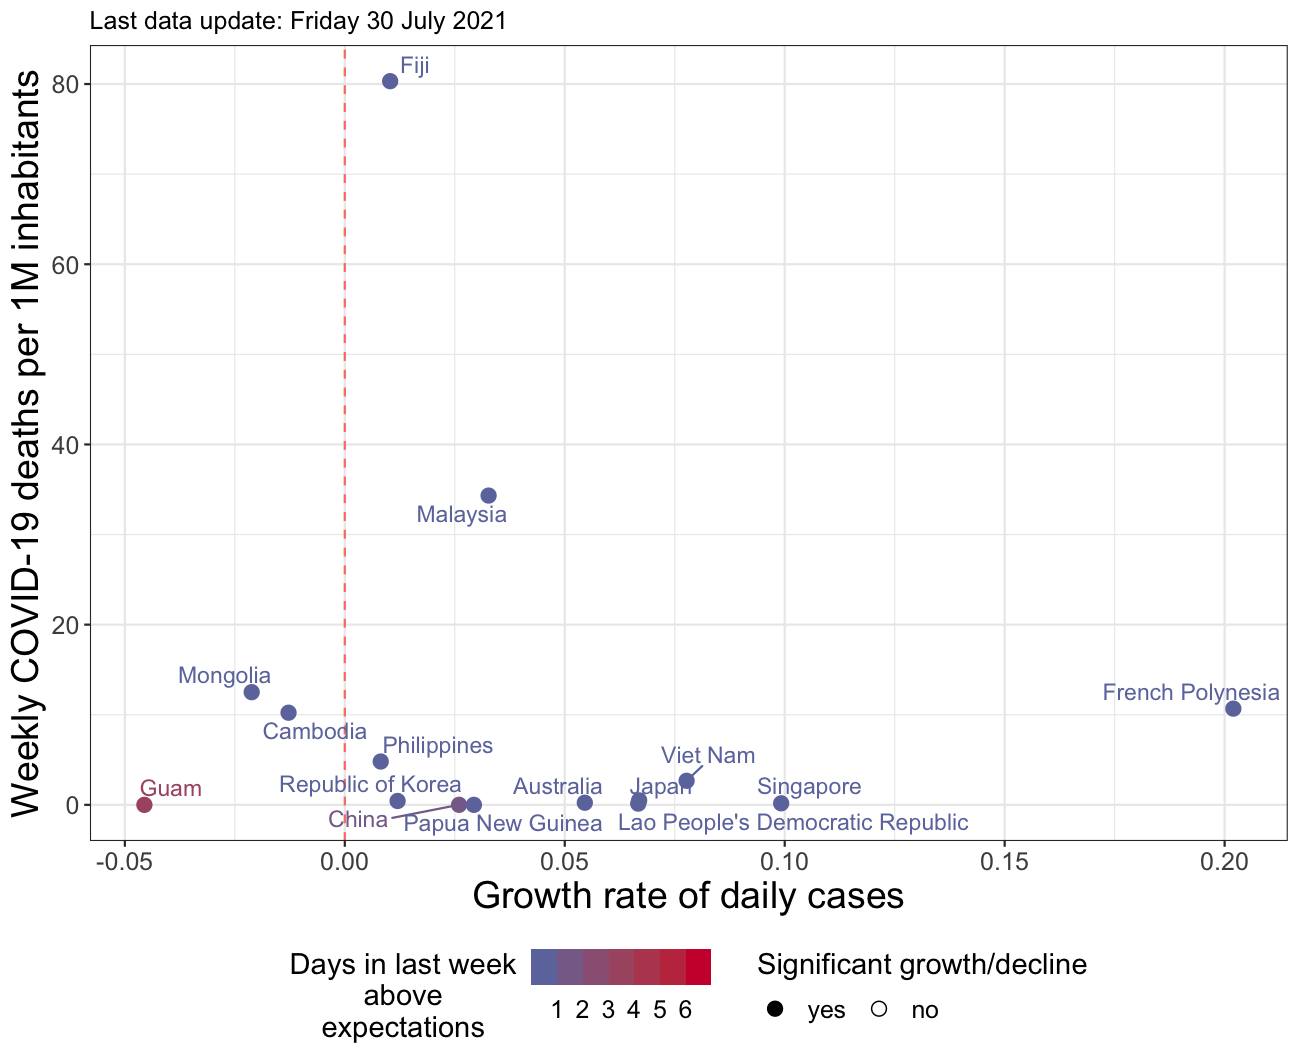 Last data update: Friday 30 July 2021
Weekly COVID-19 deaths per 1M inhabitants
80
60
40
20
0
Fiji
Malaysia
Mongolia
French Polynesia
Cambodia
Philippines
Viet Nam
Republic of Korea
Guam
Australia
Japan
Singapore
China
Papua New Guinea
Lao People's Democratic Republic
-0.05
0.00
0.05
0.10
0.15
0.20
Growth rate of daily cases
Days in last week
above
expectations
1 2 3 4 5 6
Significant growth/decline
yes
no